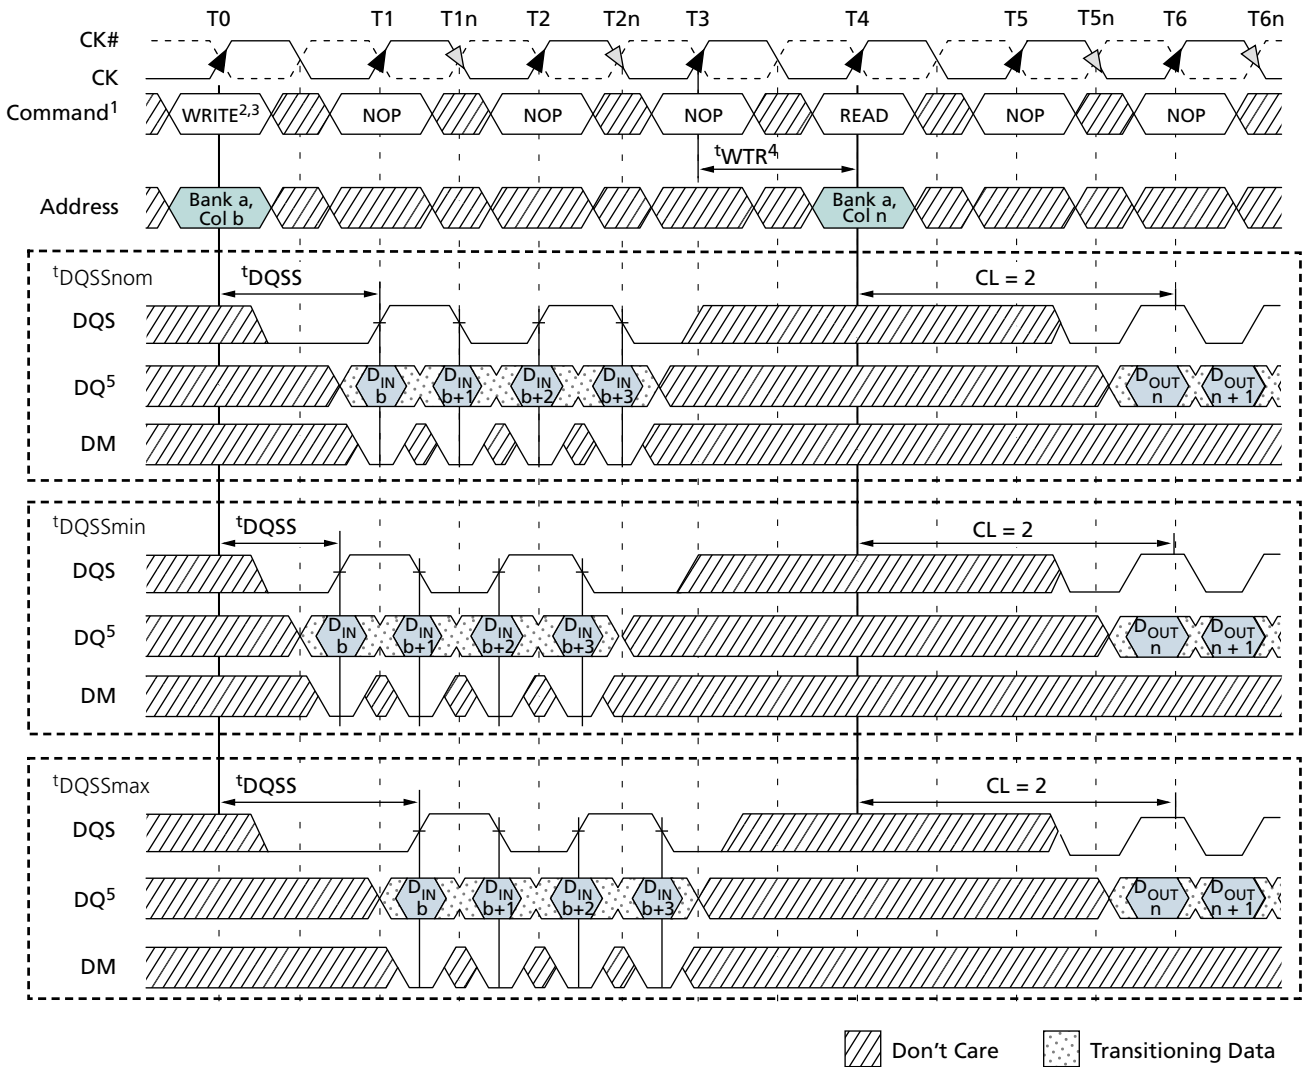 T0 T1 T1n T2 T2n T3 T4 T5 T5n T6 T6n
CK#
CK
Command1 WRITE2,3 NOP NOP NOP READ NOP NOP
tWTR4
Address Bank a, Col b Bank a, Col n
tDQSSnom tDQSS CL = 2
DQS
DQ5 DIN b DIN b+1 DIN b+2 DIN b+3 DOUT n DOUT n + 1
DM
tDQSSmin tDQSS CL = 2
DQS
DQ5 DIN b DIN b+1 DIN b+2 DIN b+3 DOUT n DOUT n + 1
DM
tDQSSmax tDQSS CL = 2
DQS
DQ5 DIN b DIN b+1 DIN b+2 DIN b+3 DOUT n DOUT n + 1
DM
Don't Care Transitioning Data